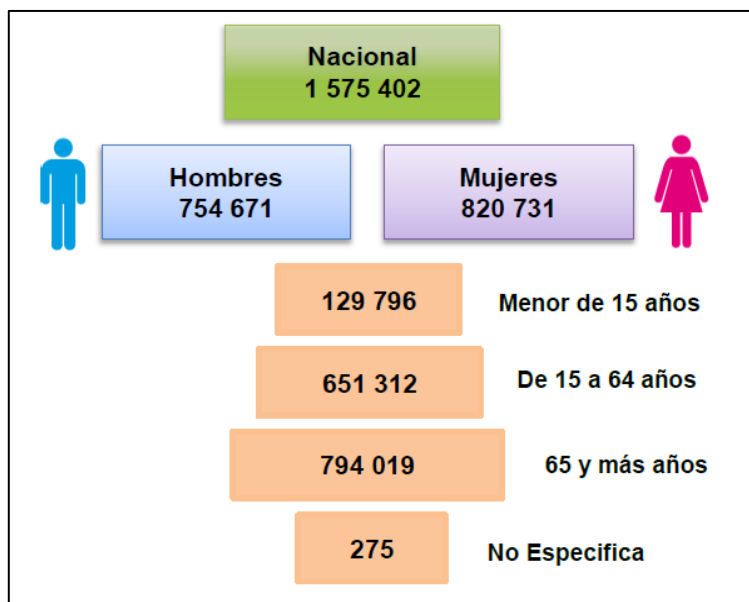 Nacional
1 575 402
Hombres
754 671
Mujeres
820 731
129 796
Menor de 15 años
651 312
De 15 a 64 años
794 019
65 y más años
275
No Especifica